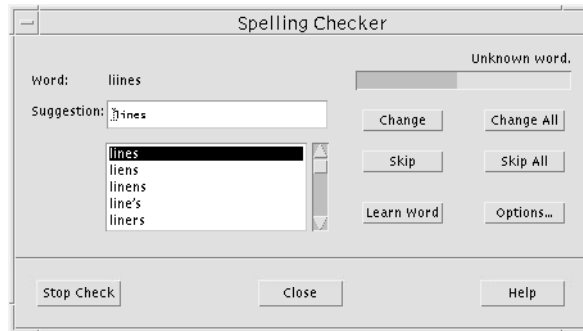 Spelling Checker
Unknown word.
Word: liines
Suggestion: lines
Change Change All
lines
liens
linens
line's
liners
Skip Skip All
Learn Word Options...
Stop Check Close Help